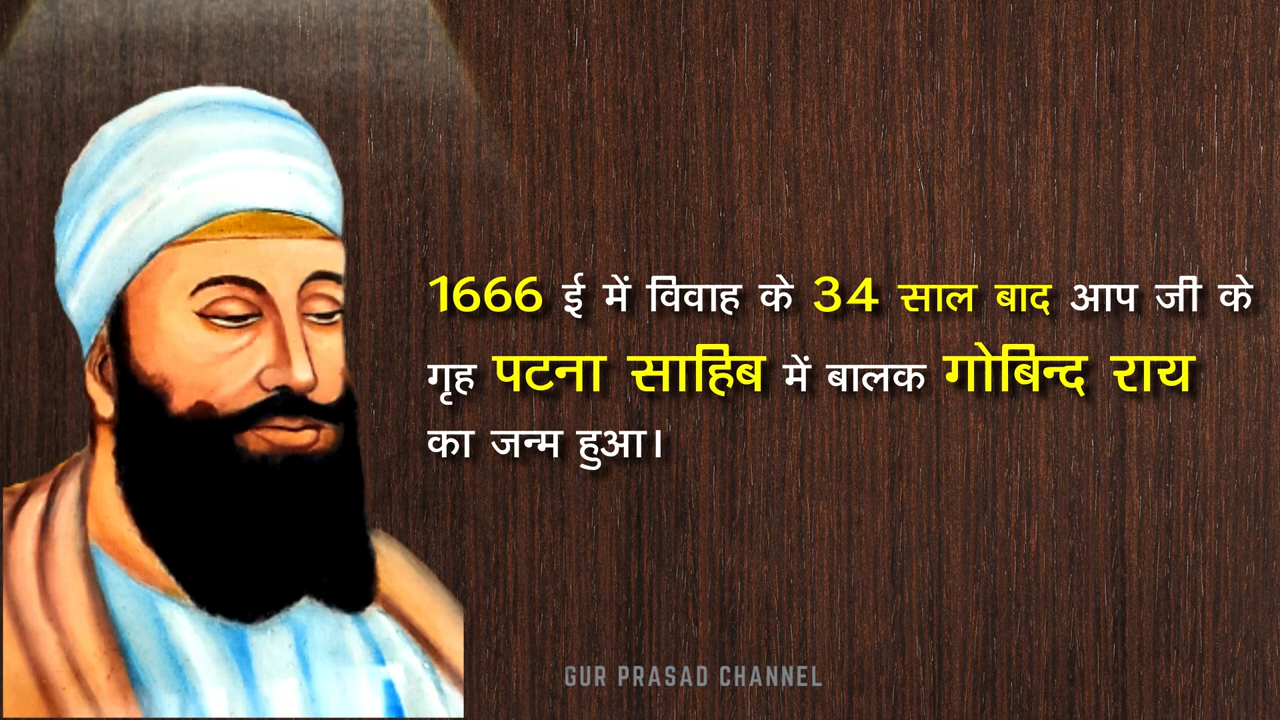 1666 ई में विवाह के 34 साल बाद आप जी के
गृह पटना साहिब में बालक गोबिन्द राय
का जन्म हुआ।
GUR PRASAD CHANNEL